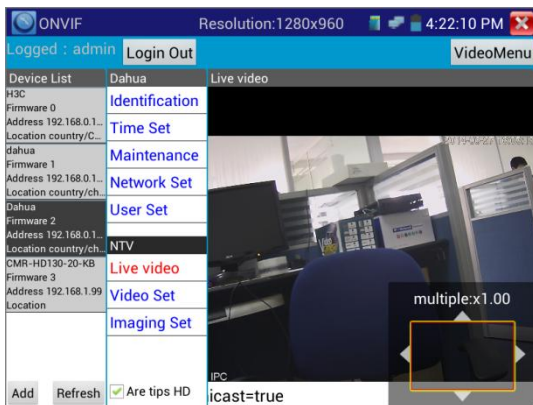 ONVIF
Resolution:1280x960
4:22:10 PM
Logged : admin
Login Out
VideoMenu
Device List
Dahua
Live video
H3C
Firmware 0
Address 192.168.0.1...
Location country/C...
dahua
Firmware 1
Address 192.168.0.1...
Location country/ch...
Dahua
Firmware 2
Address 192.168.0.1...
Location country/ch...
CMR-HD130-20-KB
Firmware 3
Address 192.168.1.99
Location
Add
Refresh
Identification
Time Set
Maintenance
Network Set
User Set
NTV
Live video
Video Set
Imaging Set
Are tips HD
multiple:x1.00
IPC
icast=true